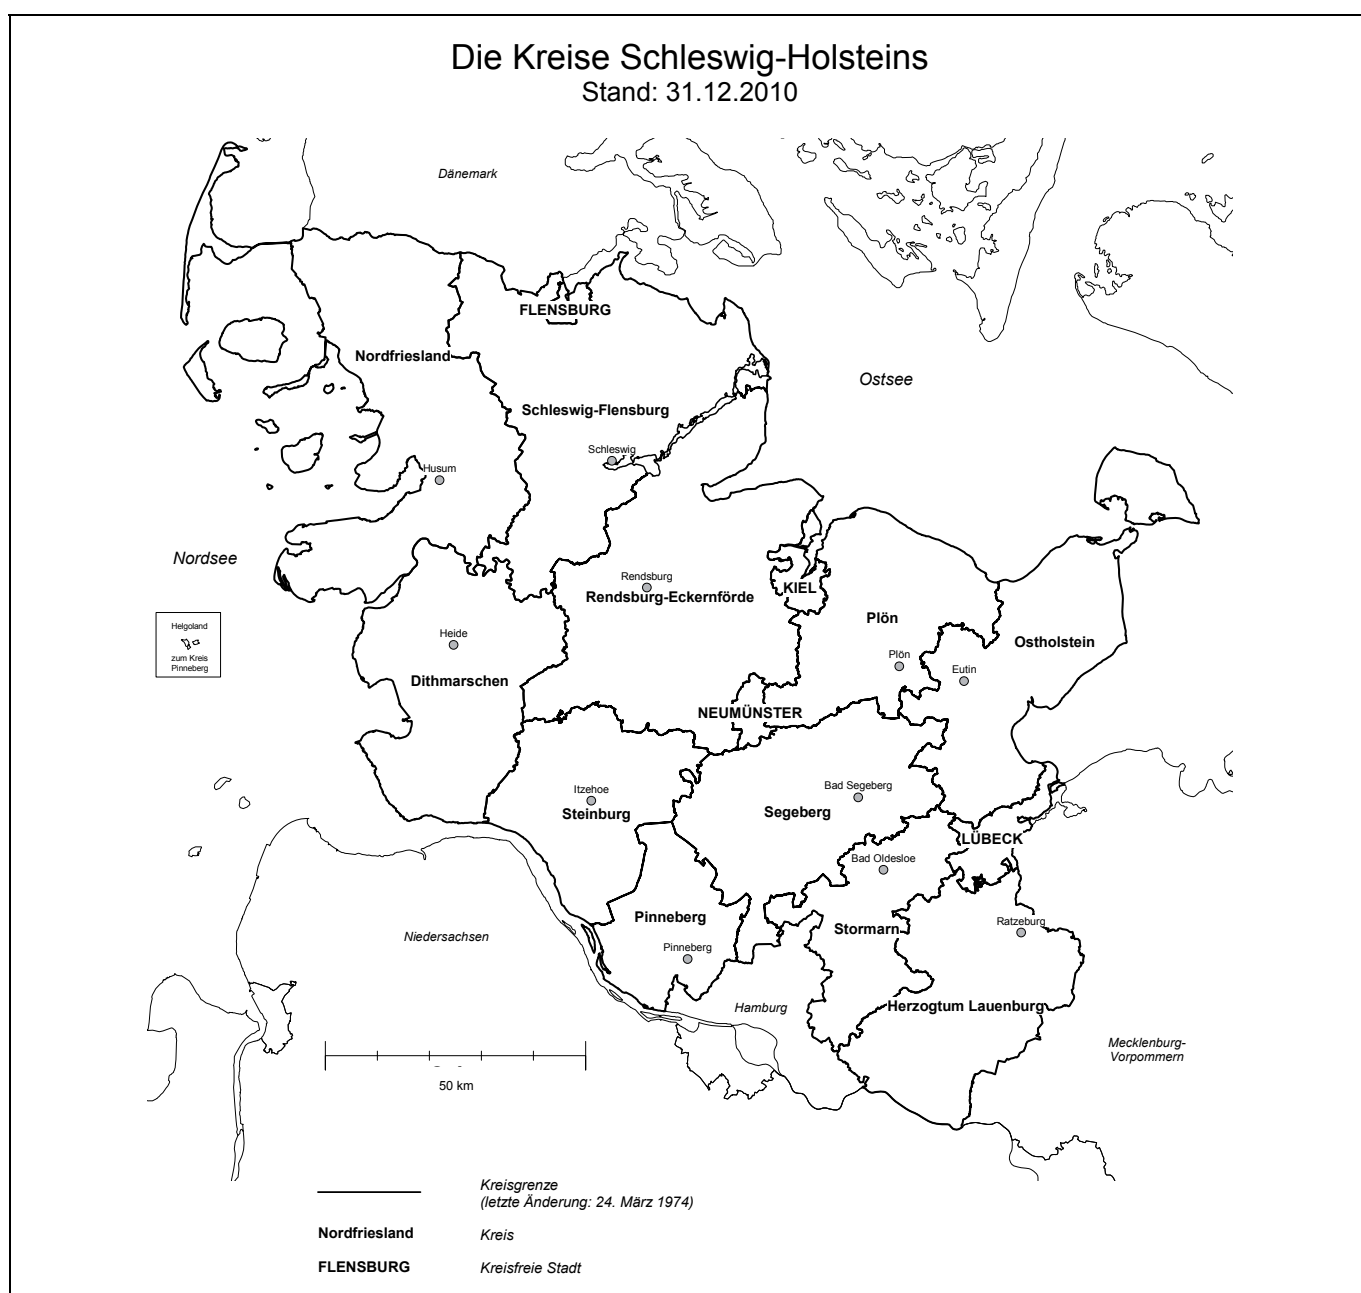 Die Kreise Schleswig-Holsteins
Stand: 31.12.2010
Dänemark
FLENSBURG
Nordfriesland
Ostsee
Schleswig-Flensburg
Schleswig
Husum
Nordsee
Rendsburg
KIEL
Rendsburg-Eckernförde
Plön
Helgoland
zum Kreis
Pinneberg
Heide
Ostholstein
Plön
Eutin
Dithmarschen
NEUMÜNSTER
Itzehoe
Bad Segeberg
Steinburg
Segeberg
LÜBECK
Bad Oldesloe
Pinneberg
Ratzeburg
Stormarn
Niedersachsen
Pinneberg
Hamburg
Herzogtum Lauenburg
Mecklenburg-
Vorpommern
50 km
Kreisgrenze
(letzte Änderung: 24. März 1974)
Nordfriesland Kreis
FLENSBURG Kreisfreie Stadt